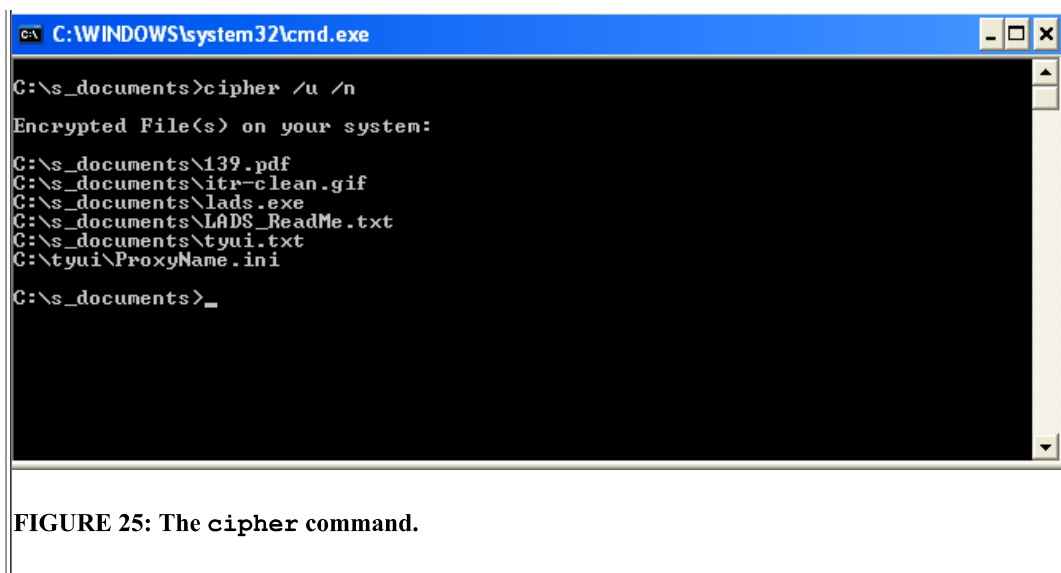 C:\WINDOWS\system32\cmd.exe
C:\s_documents>cipher /u /n
Encrypted File(s) on your system:
C:\s_documents\139.pdf
C:\s_documents\itr-clean.gif
C:\s_documents\lads.exe
C:\s_documents\LADS_ReadMe.txt
C:\s_documents\tyui.txt
C:\tyui\ProxyName.ini
C:\s_documents>_
FIGURE 25: The cipher command.